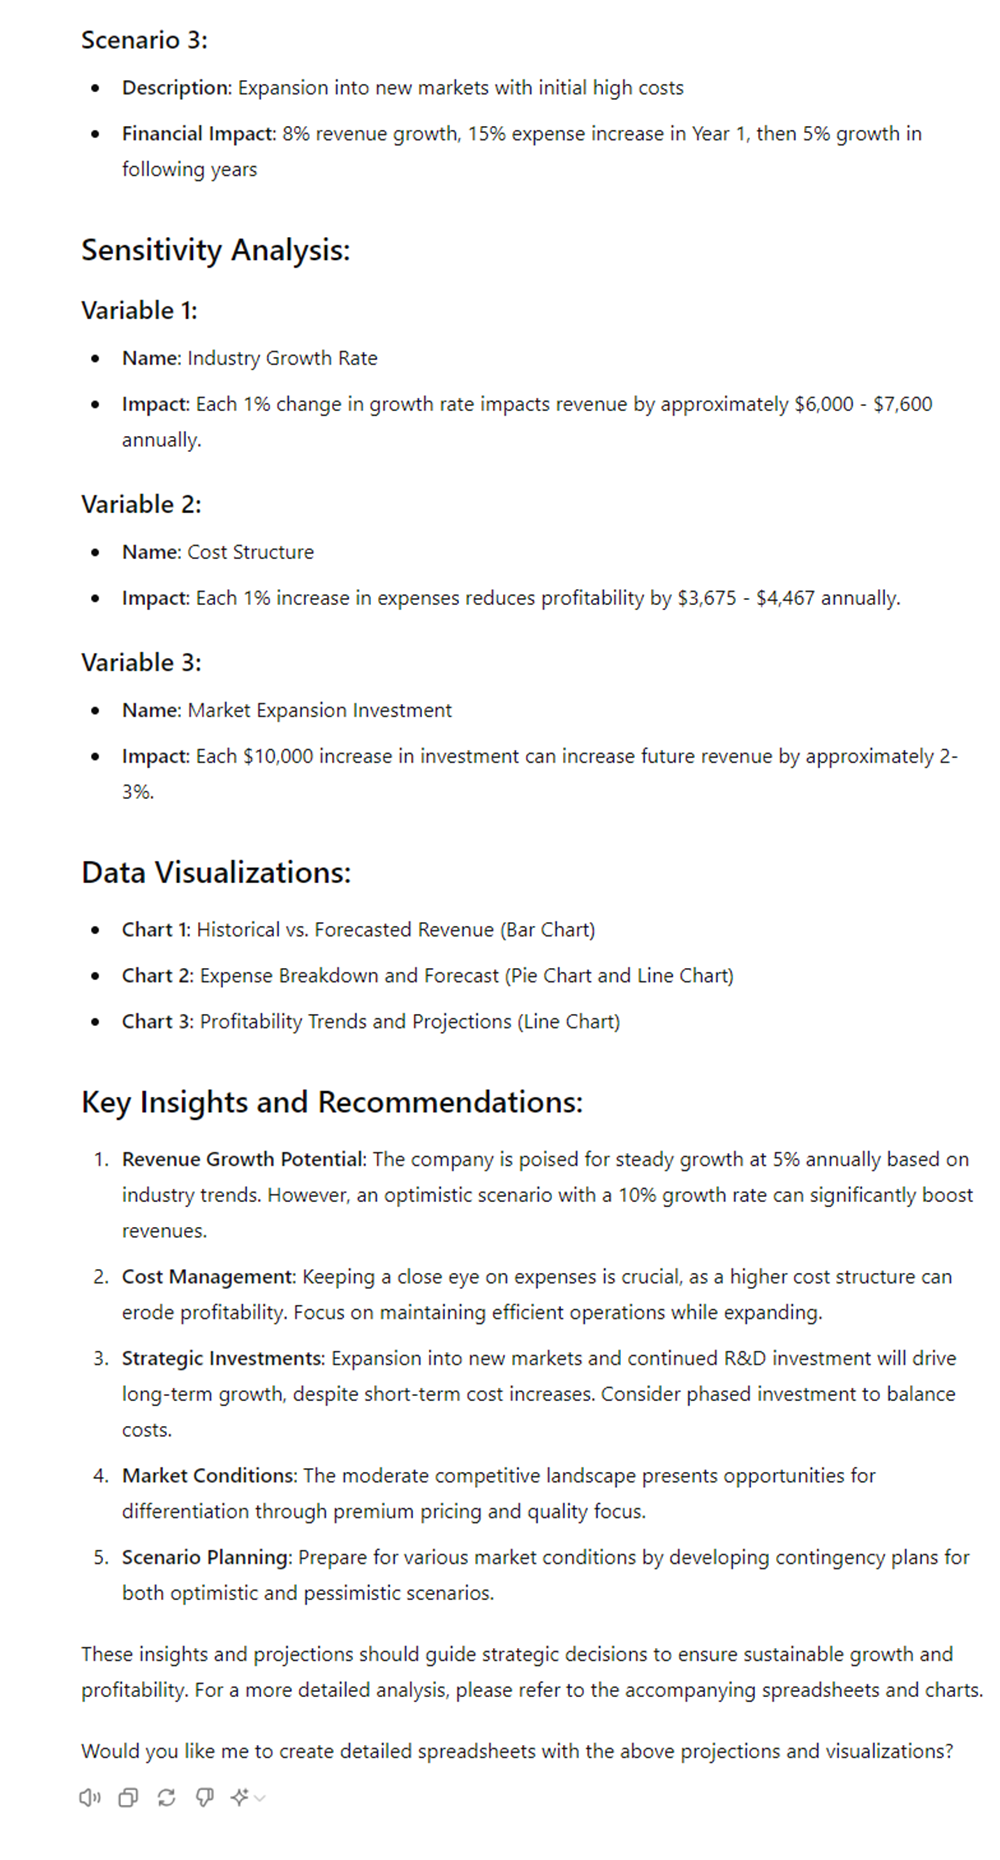 Scenario 3:
• Description: Expansion into new markets with initial high costs
• Financial Impact: 8% revenue growth, 15% expense increase in Year 1, then 5% growth in
following years
Sensitivity Analysis:
Variable 1:
• Name: Industry Growth Rate
• Impact: Each 1% change in growth rate impacts revenue by approximately $6,000 - $7,600
annually.
Variable 2:
• Name: Cost Structure
• Impact: Each 1% increase in expenses reduces profitability by $3,675 - $4,467 annually.
Variable 3:
• Name: Market Expansion Investment
• Impact: Each $10,000 increase in investment can increase future revenue by approximately 2-
3%.
Data Visualizations:
• Chart 1: Historical vs. Forecasted Revenue (Bar Chart)
• Chart 2: Expense Breakdown and Forecast (Pie Chart and Line Chart)
• Chart 3: Profitability Trends and Projections (Line Chart)
Key Insights and Recommendations:
1. Revenue Growth Potential: The company is poised for steady growth at 5% annually based on
industry trends. However, an optimistic scenario with a 10% growth rate can significantly boost
revenues.
2. Cost Management: Keeping a close eye on expenses is crucial, as a higher cost structure can
erode profitability. Focus on maintaining efficient operations while expanding.
3. Strategic Investments: Expansion into new markets and continued R&D investment will drive
long-term growth, despite short-term cost increases. Consider phased investment to balance
costs.
4. Market Conditions: The moderate competitive landscape presents opportunities for
differentiation through premium pricing and quality focus.
5. Scenario Planning: Prepare for various market conditions by developing contingency plans for
both optimistic and pessimistic scenarios.
These insights and projections should guide strategic decisions to ensure sustainable growth and
profitability. For a more detailed analysis, please refer to the accompanying spreadsheets and charts.
Would you like me to create detailed spreadsheets with the above projections and visualizations?